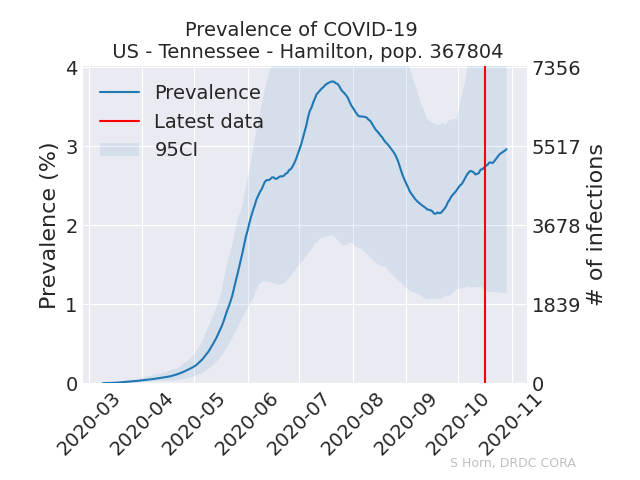 Prevalence of COVID-19
US - Tennessee - Hamilton, pop. 367804
Prevalence (%)
4
3
2
1
0
Prevalence
Latest data
95CI
7356
5517
3678
1839
0
# of infections
2020-03
2020-04
2020-05
2020-06
2020-07
2020-08
2020-09
2020-10
2020-11
S Horn, DRDC CORA